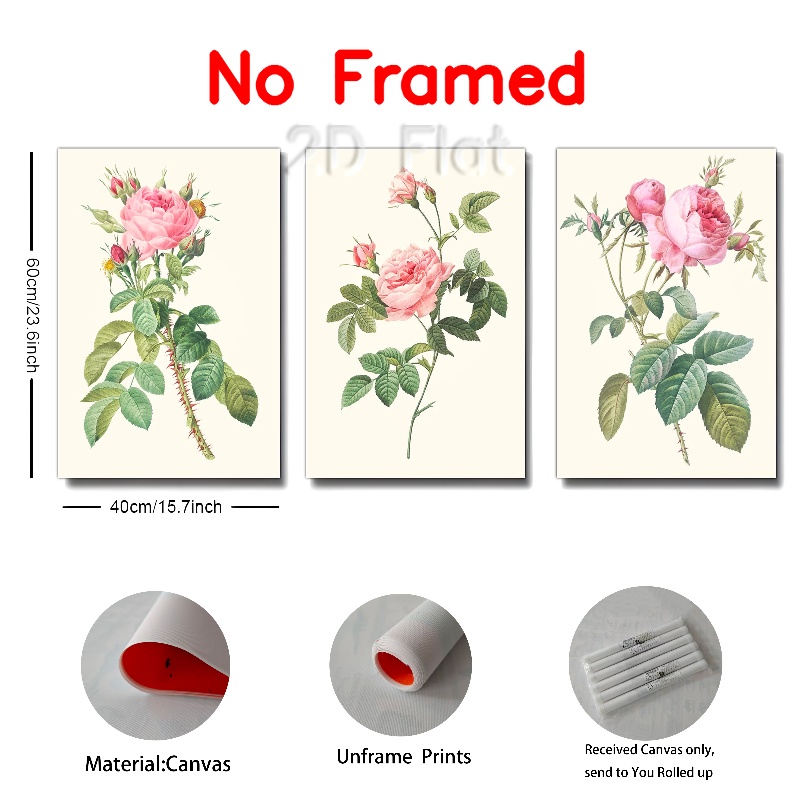 No Framed
2D Flat
60cm/23.6inch
40cm/15.7inch
Material:Canvas
Unframe Prints
Received Canvas only,
send to You Rolled up